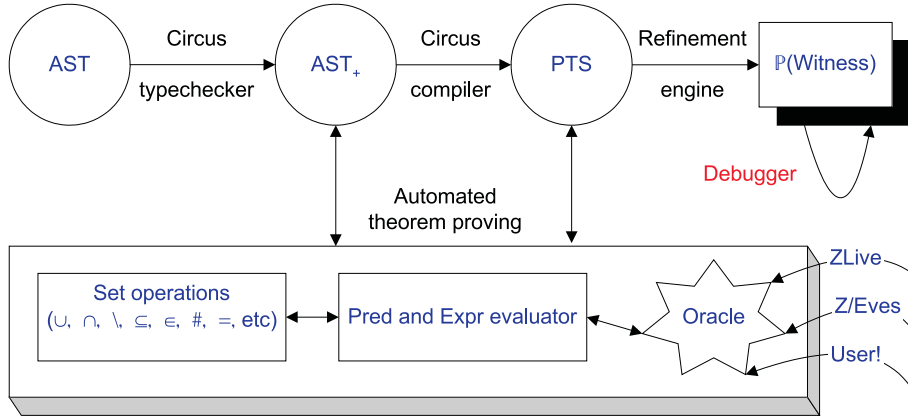 AST
Circus
typechecker
AST+
Circus
compiler
PTS
Refinement
engine
ℙ(Witness)
Debugger
Automated
theorem proving
Set operations
(∪, ∩, \, ⊆, ∈, #, =, etc)
Pred and Expr evaluator
Oracle
ZLive
Z/Eves
User!